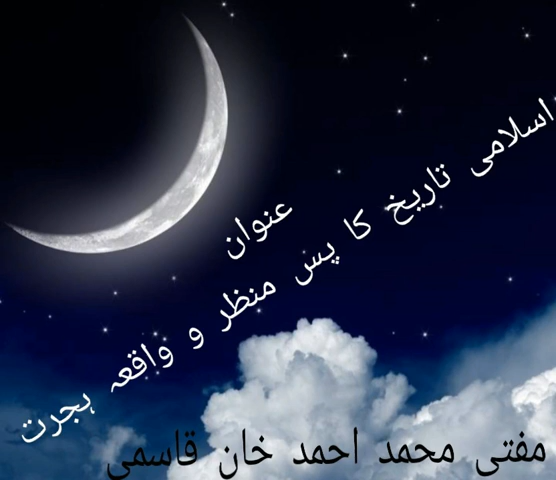 عنوان
اسلامی تاریخ کا پس منظر و واقعہ ہجرت
مفتی محمد احمد خان قاسمی